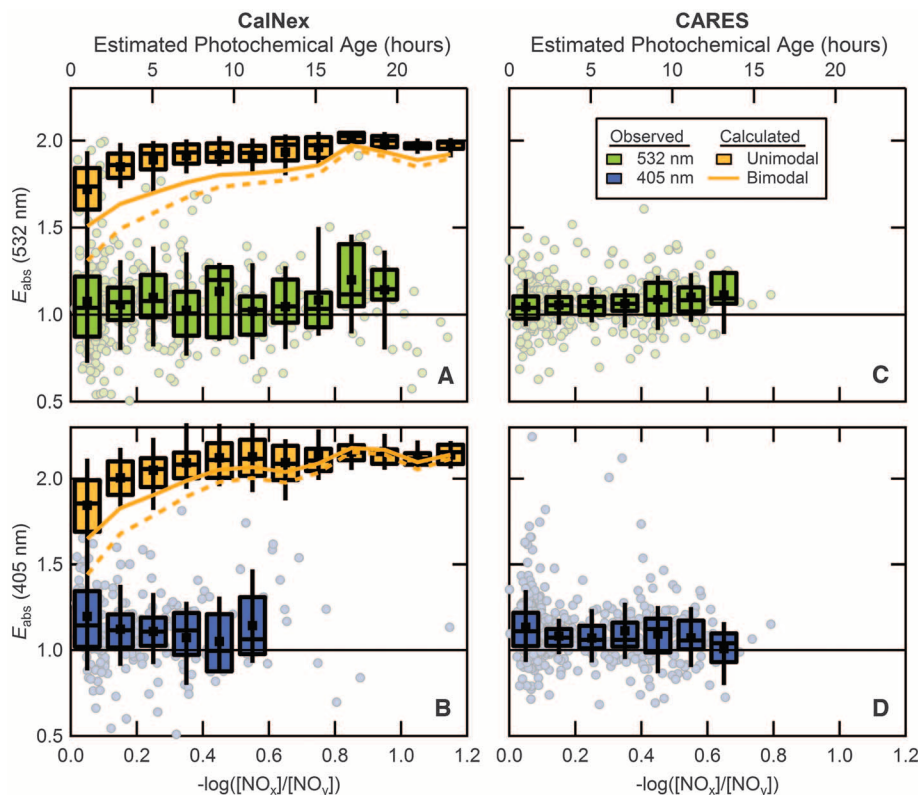 CalNex
Estimated Photochemical Age (hours)
0 5 10 15 20
CARES
Estimated Photochemical Age (hours)
0 5 10 15 20
E_abs (532 nm)
2.0
1.5
1.0
0.5
A
Observed Calculated
532 nm Unimodal
405 nm Bimodal
C
E_abs (405 nm)
2.0
1.5
1.0
0.5
B
D
0.0 0.2 0.4 0.6 0.8 1.0 1.2
-log([NOₓ]/[NO_y])
0.0 0.2 0.4 0.6 0.8 1.0 1.2
-log([NOₓ]/[NO_y])